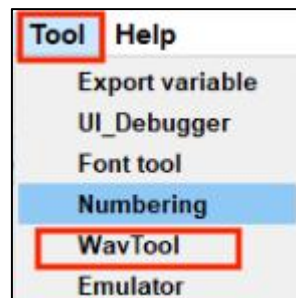 Tool Help
Export variable
UI_Debugger
Font tool
Numbering
WavTool
Emulator